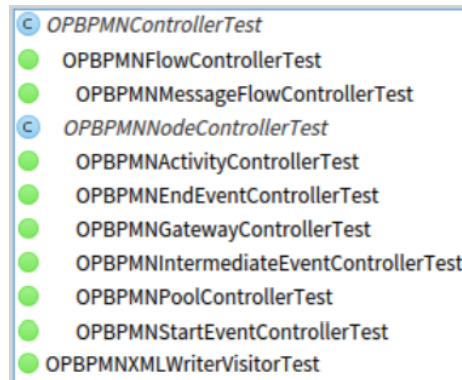 C OPBPMNControllerTest
OPBPMNFlowControllerTest
OPBPMNMessageFlowControllerTest
C OPBPMNNodeControllerTest
OPBPMNActivityControllerTest
OPBPMNEndEventControllerTest
OPBPMNGatewayControllerTest
OPBPMNIntermediateEventControllerTest
OPBPMNPoolControllerTest
OPBPMNStartEventControllerTest
OPBPMNXMLWriterVisitorTest